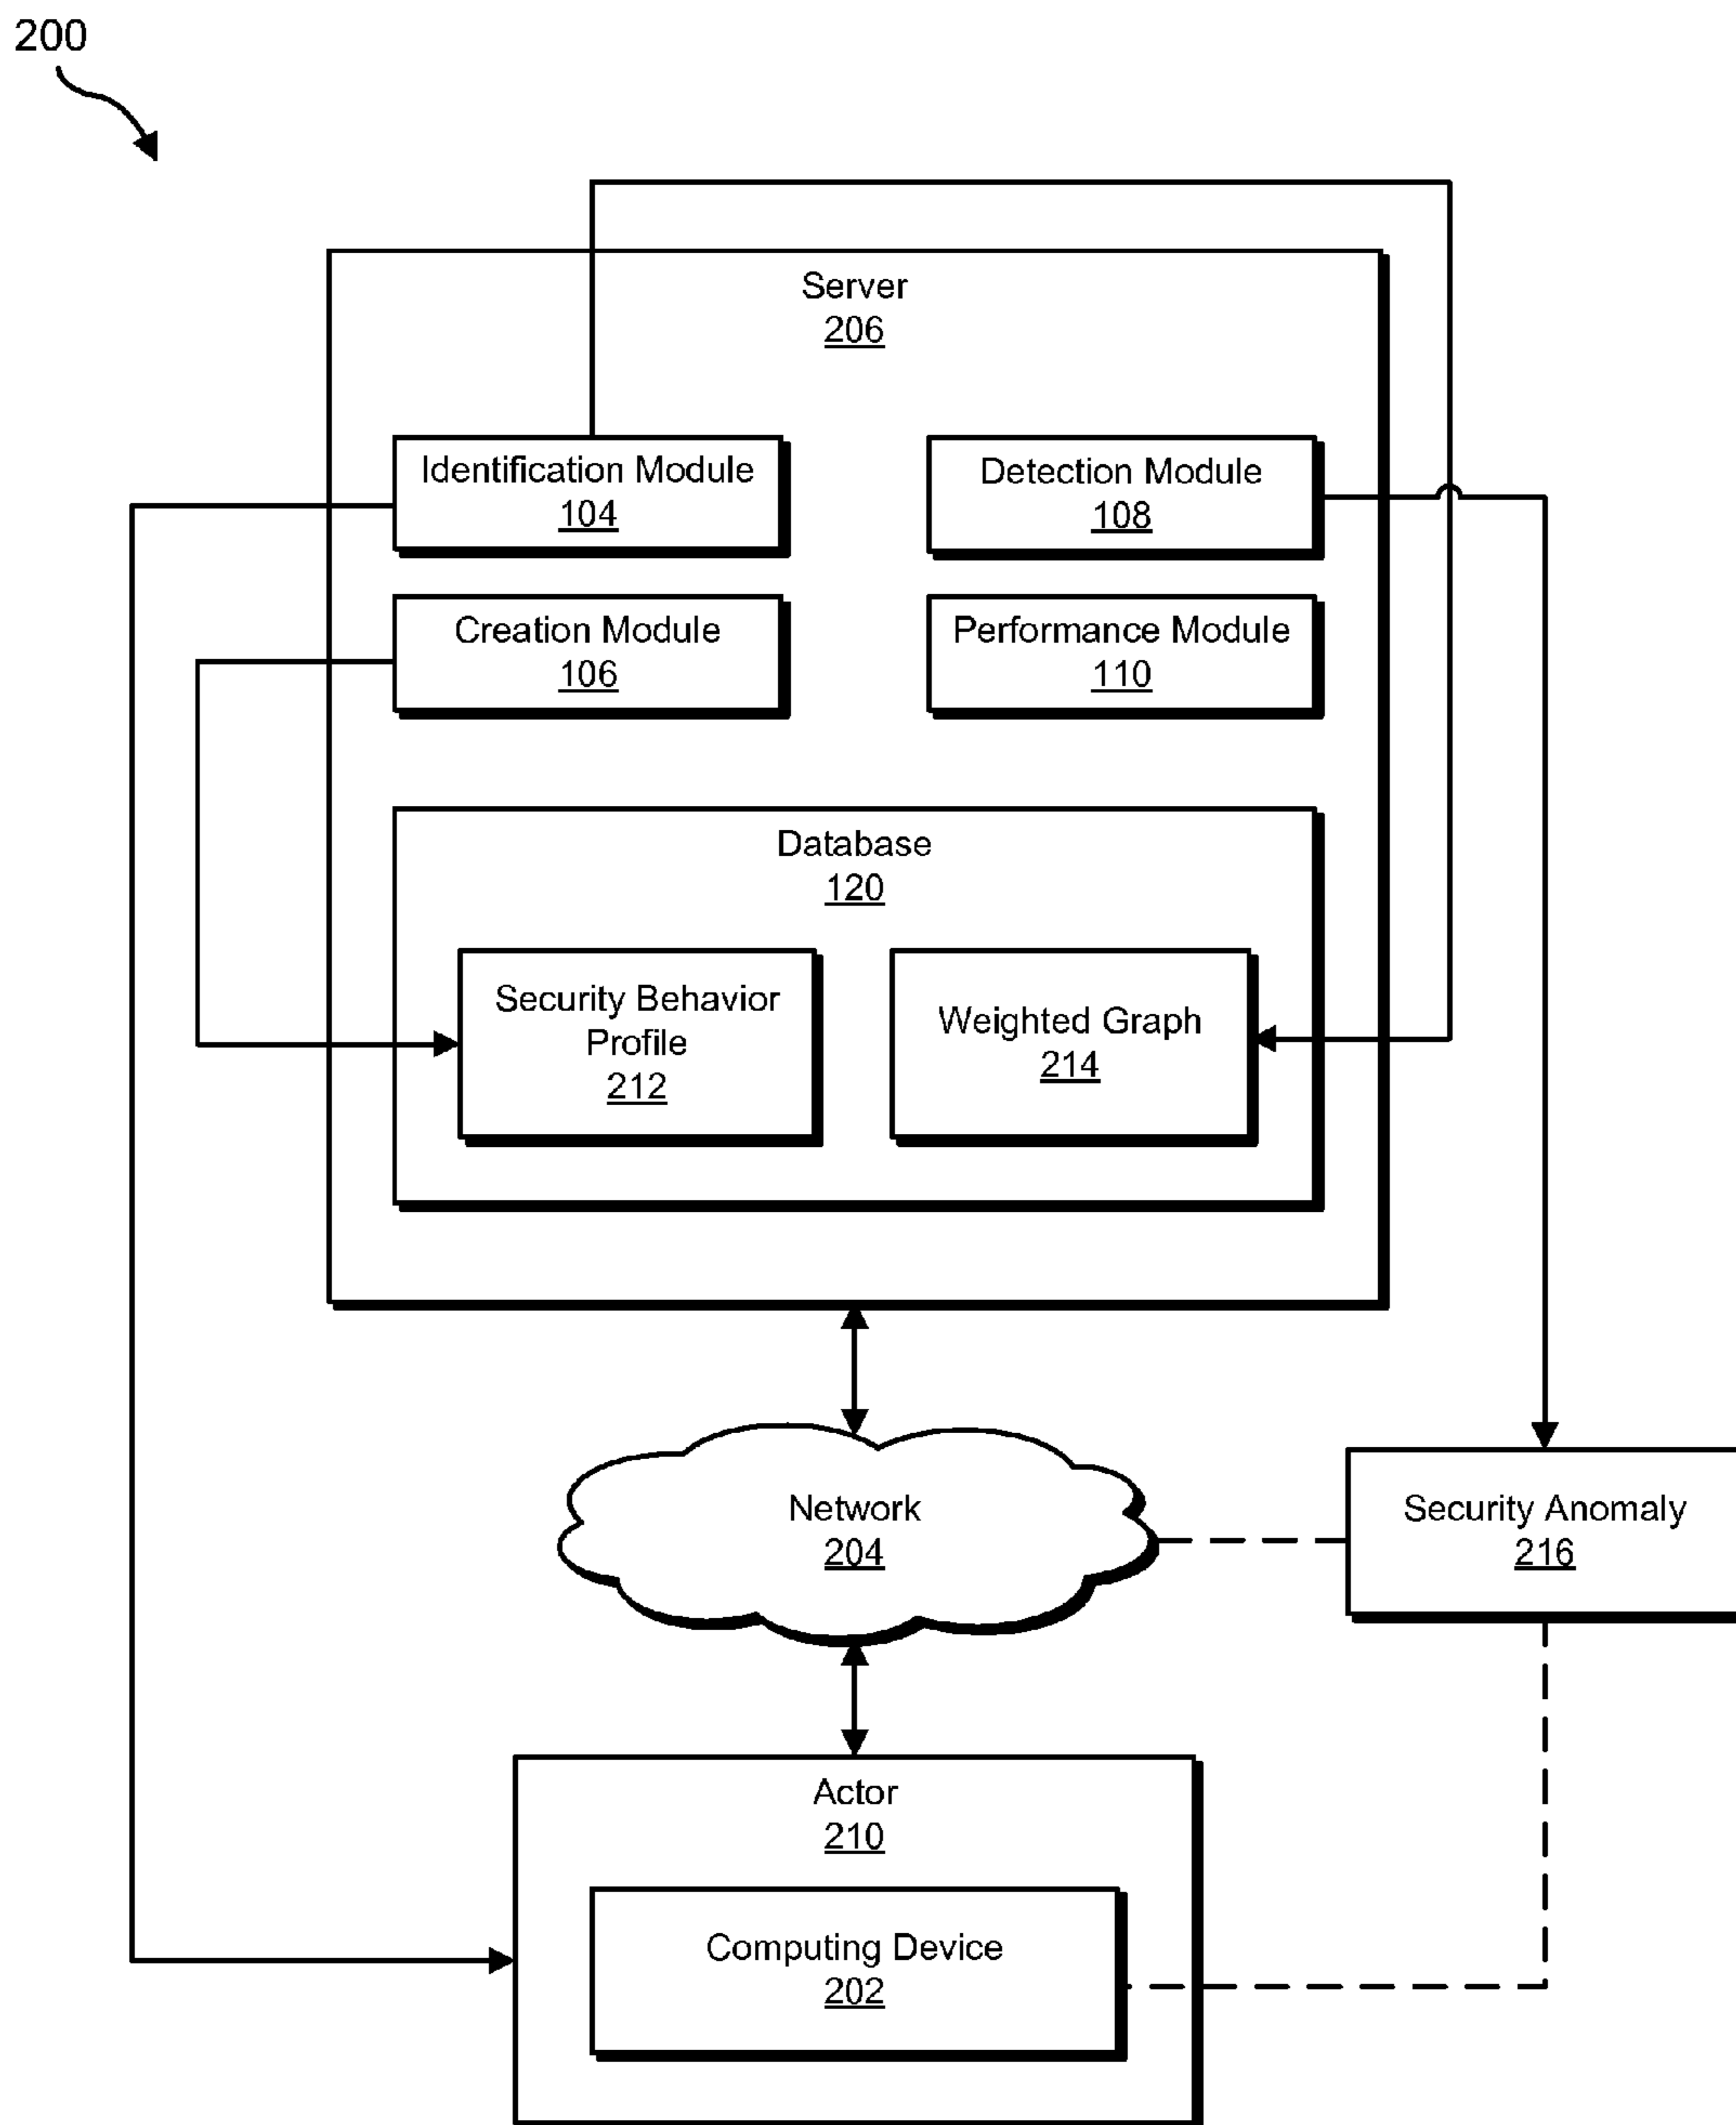 200
Server
206
Identification Module
104
Detection Module
108
Creation Module
106
Performance Module
110
Database
120
Security Behavior
Profile
212
Weighted Graph
214
Network
204
Security Anomaly
216
Actor
210
Computing Device
202